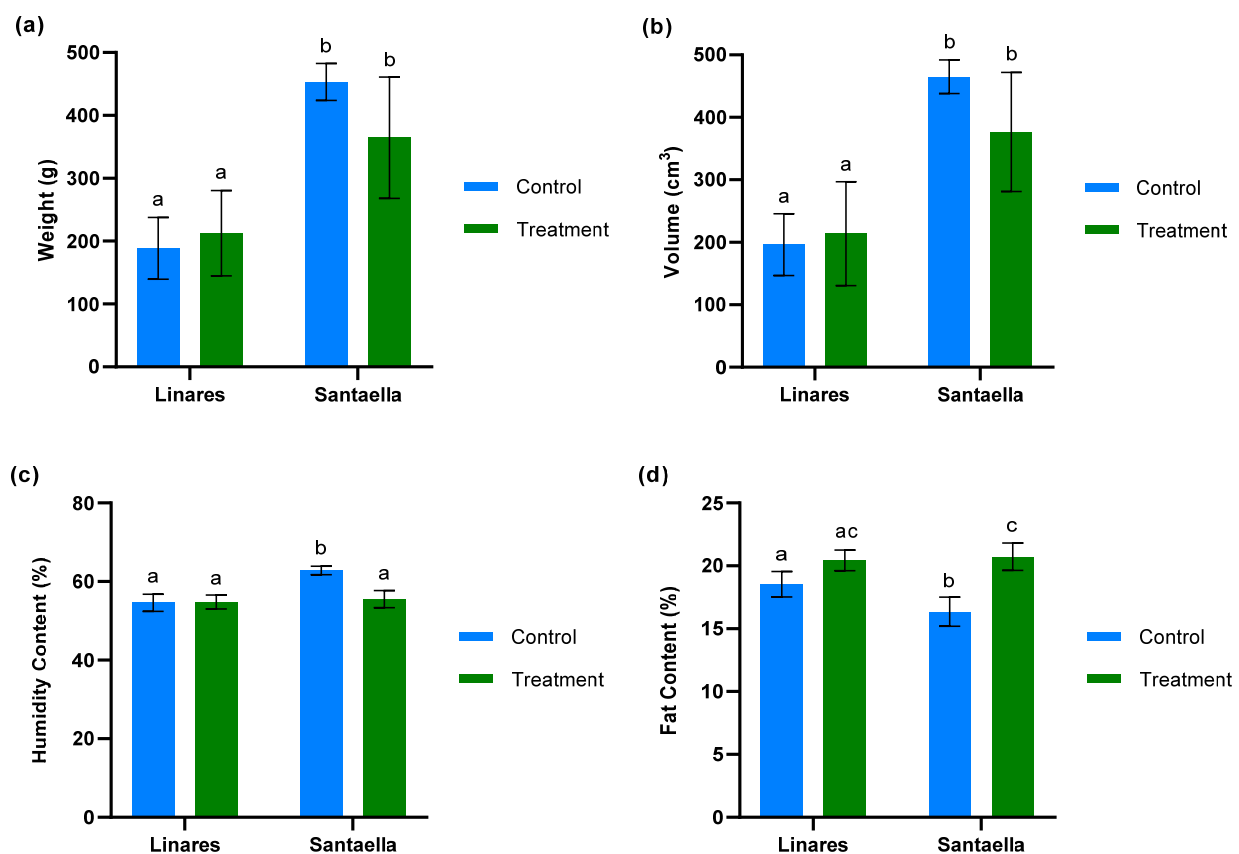 (a)
Weight (g)
500
400
300
200
100
0
a
a
b
b
Linares
Santaella
Control
Treatment
(b)
Volume (cm³)
500
400
300
200
100
0
a
a
b
b
Linares
Santaella
Control
Treatment
(c)
Humidity Content (%)
80
60
40
20
0
a
a
b
a
Linares
Santaella
Control
Treatment
(d)
Fat Content (%)
25
20
15
10
5
0
a
ac
b
c
Linares
Santaella
Control
Treatment